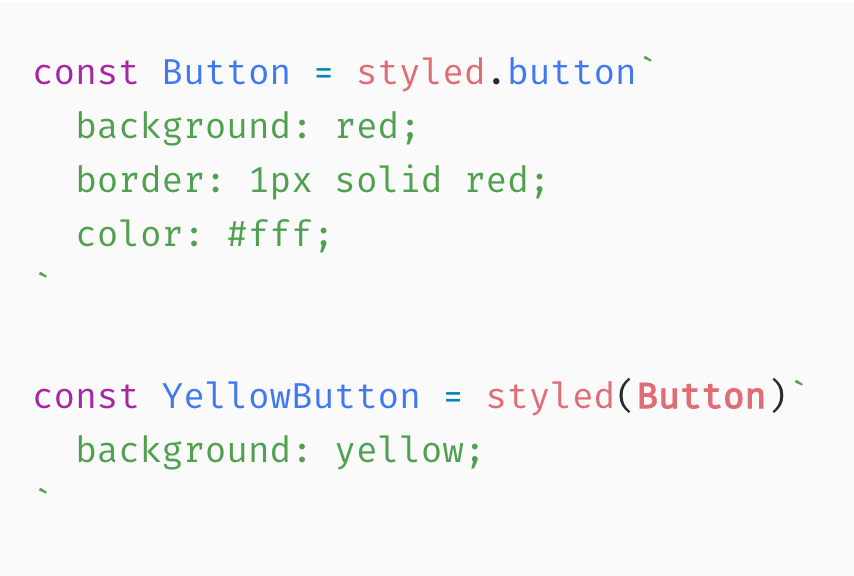 const Button = styled.button`
  background: red;
  border: 1px solid red;
  color: #fff;
`
const YellowButton = styled(Button)`
  background: yellow;
`